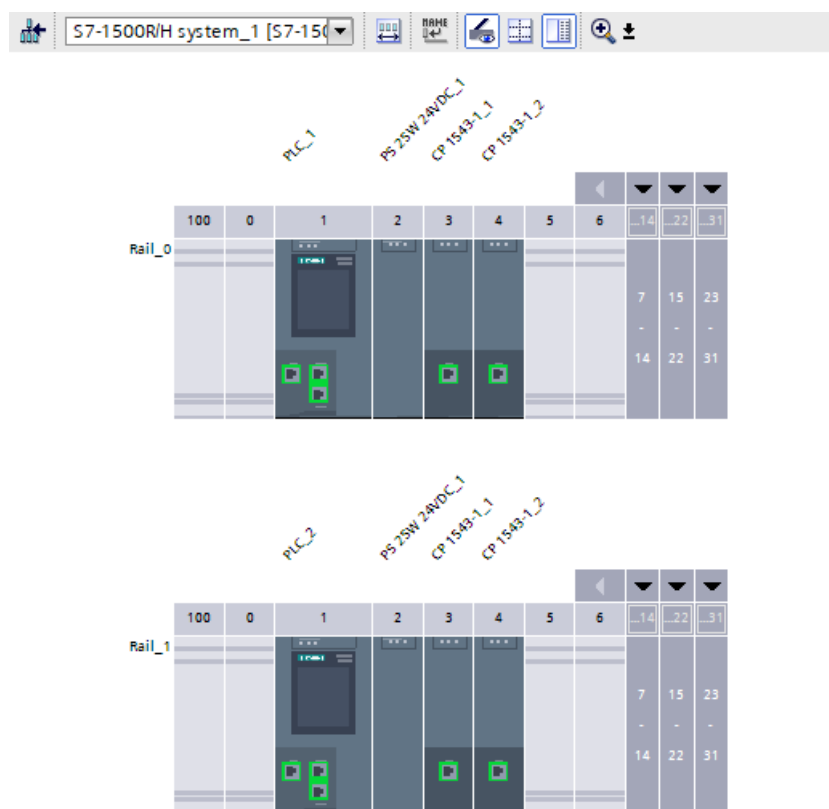 S7-1500R/H system_1 [S7-150
NAME
PLC_1
PS 25W 24VDC_1
CP 1543-1_1
CP 1543-1_2
100 0 1 2 3 4 5 6 ...14 ...22 ...31
Rail_0
SIEMENS
7 15 23
- - -
14 22 31
PLC_2
PS 25W 24VDC_1
CP 1543-1_1
CP 1543-1_2
100 0 1 2 3 4 5 6 ...14 ...22 ...31
Rail_1
SIEMENS
7 15 23
- - -
14 22 31